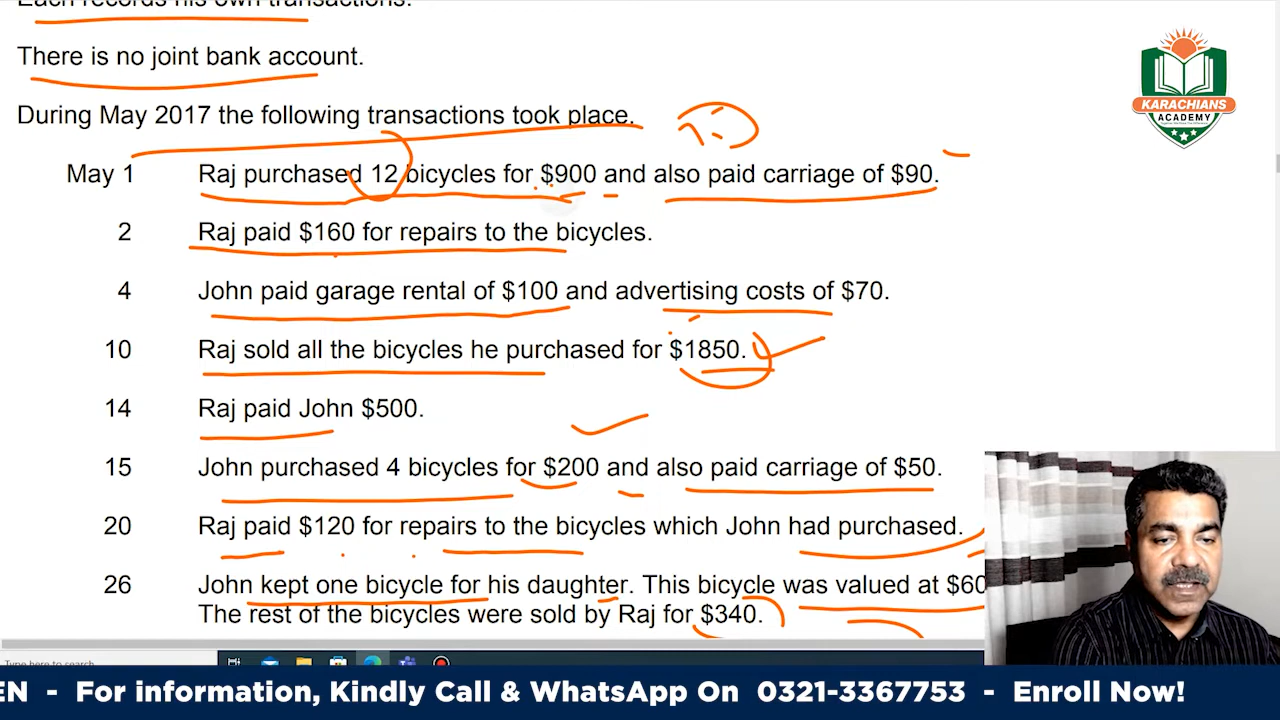 Each records his own transactions.
There is no joint bank account.
During May 2017 the following transactions took place.
May 1 Raj purchased 12 bicycles for $900 and also paid carriage of $90.
2 Raj paid $160 for repairs to the bicycles.
4 John paid garage rental of $100 and advertising costs of $70.
10 Raj sold all the bicycles he purchased for $1850.
14 Raj paid John $500.
15 John purchased 4 bicycles for $200 and also paid carriage of $50.
20 Raj paid $120 for repairs to the bicycles which John had purchased.
26 John kept one bicycle for his daughter. This bicycle was valued at $60
The rest of the bicycles were sold by Raj for $340.
KARACHIANS
ACADEMY
Type here to search
EN - For information, Kindly Call & WhatsApp On 0321-3367753 - Enroll Now!